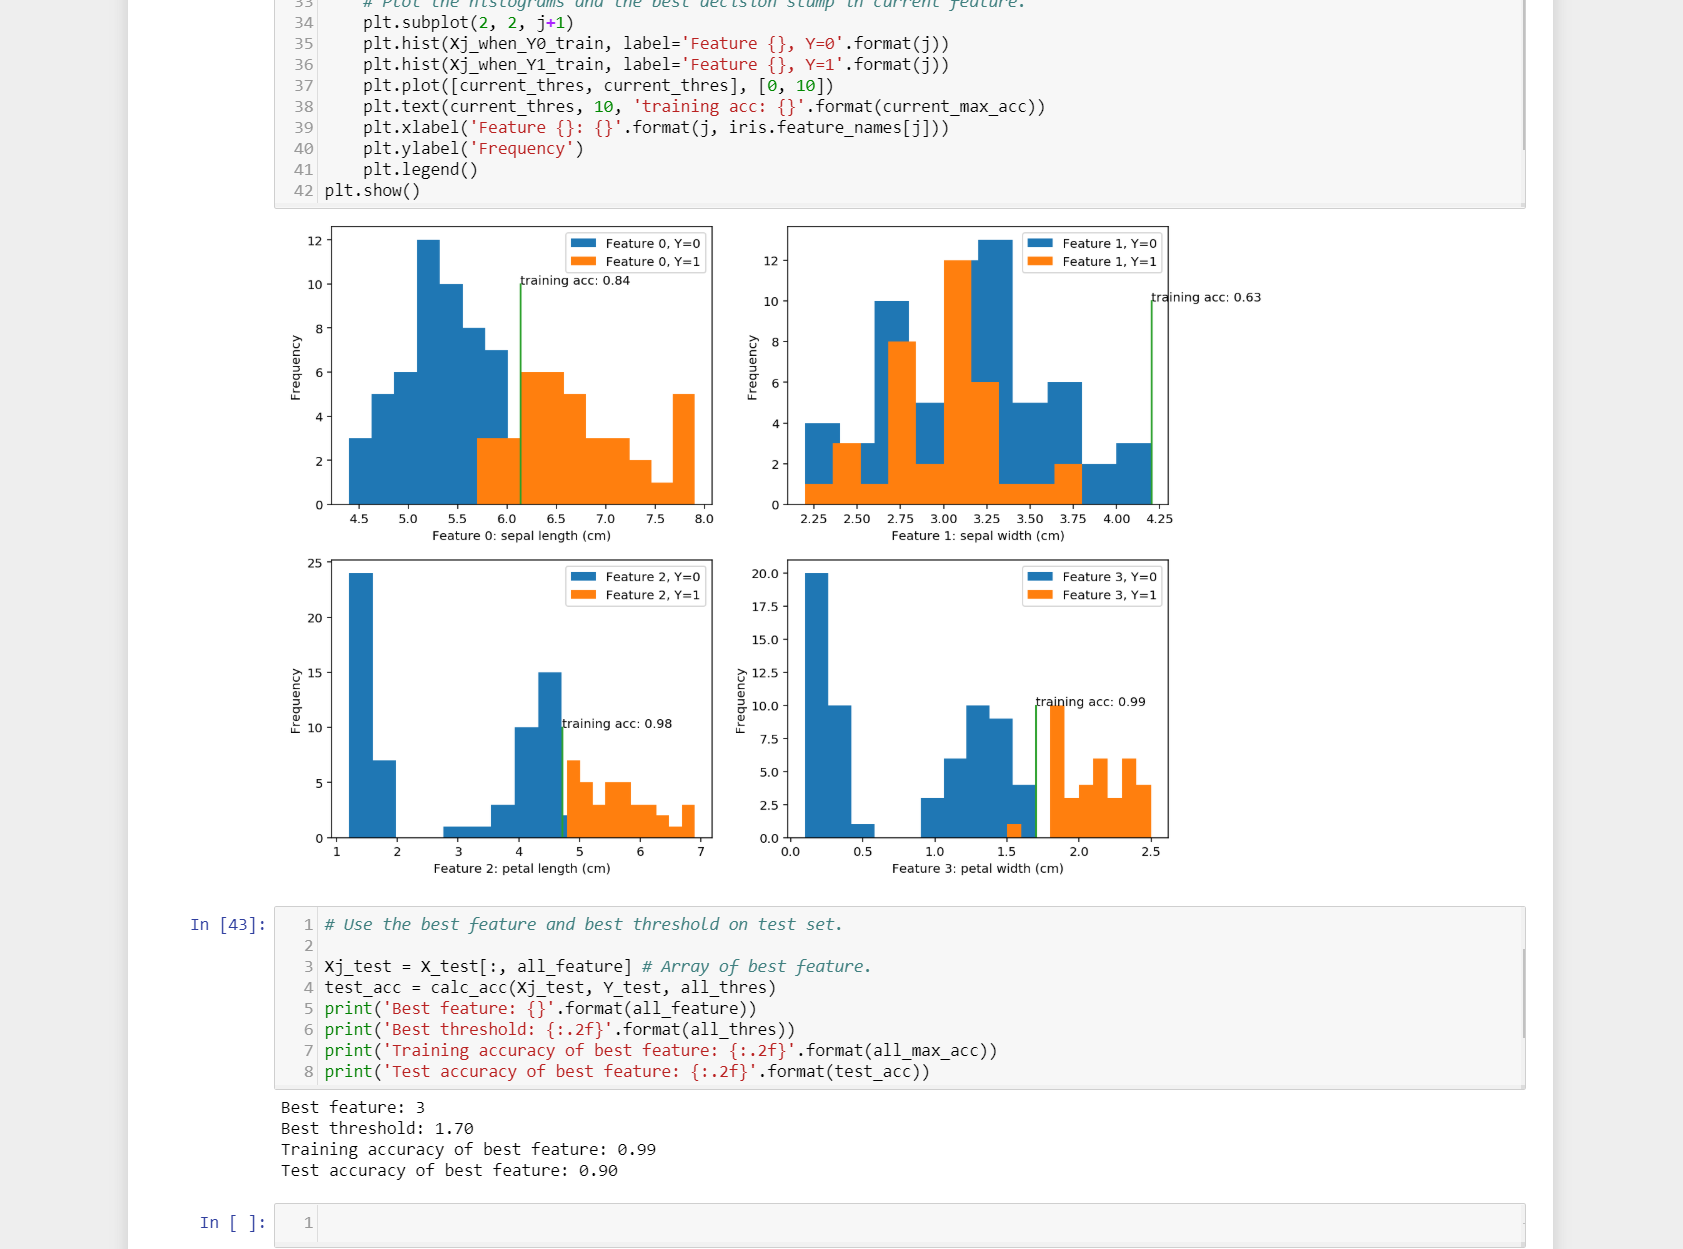 33 # Plot the histograms and the best decision stump in current feature.
34 plt.subplot(2, 2, j+1)
35 plt.hist(Xj_when_Y0_train, label='Feature {}, Y=0'.format(j))
36 plt.hist(Xj_when_Y1_train, label='Feature {}, Y=1'.format(j))
37 plt.plot([current_thres, current_thres], [0, 10])
38 plt.text(current_thres, 10, 'training acc: {}'.format(current_max_acc))
39 plt.xlabel('Feature {}: {}'.format(j, iris.feature_names[j]))
40 plt.ylabel('Frequency')
41 plt.legend()
42 plt.show()
Feature 0, Y=0
Feature 0, Y=1
training acc: 0.84
12
10
8
6
4
2
0
Frequency
4.5 5.0 5.5 6.0 6.5 7.0 7.5 8.0
Feature 0: sepal length (cm)
Feature 1, Y=0
Feature 1, Y=1
training acc: 0.63
12
10
8
6
4
2
0
Frequency
2.25 2.50 2.75 3.00 3.25 3.50 3.75 4.00 4.25
Feature 1: sepal width (cm)
Feature 2, Y=0
Feature 2, Y=1
training acc: 0.98
25
20
15
10
5
0
Frequency
1 2 3 4 5 6 7
Feature 2: petal length (cm)
Feature 3, Y=0
Feature 3, Y=1
training acc: 0.99
20.0
17.5
15.0
12.5
10.0
7.5
5.0
2.5
0.0
Frequency
0.0 0.5 1.0 1.5 2.0 2.5
Feature 3: petal width (cm)
In [43]:
1 # Use the best feature and best threshold on test set.
2
3 Xj_test = X_test[:, all_feature] # Array of best feature.
4 test_acc = calc_acc(Xj_test, Y_test, all_thres)
5 print('Best feature: {}'.format(all_feature))
6 print('Best threshold: {:.2f}'.format(all_thres))
7 print('Training accuracy of best feature: {:.2f}'.format(all_max_acc))
8 print('Test accuracy of best feature: {:.2f}'.format(test_acc))
Best feature: 3
Best threshold: 1.70
Training accuracy of best feature: 0.99
Test accuracy of best feature: 0.90
In [ ]:
1